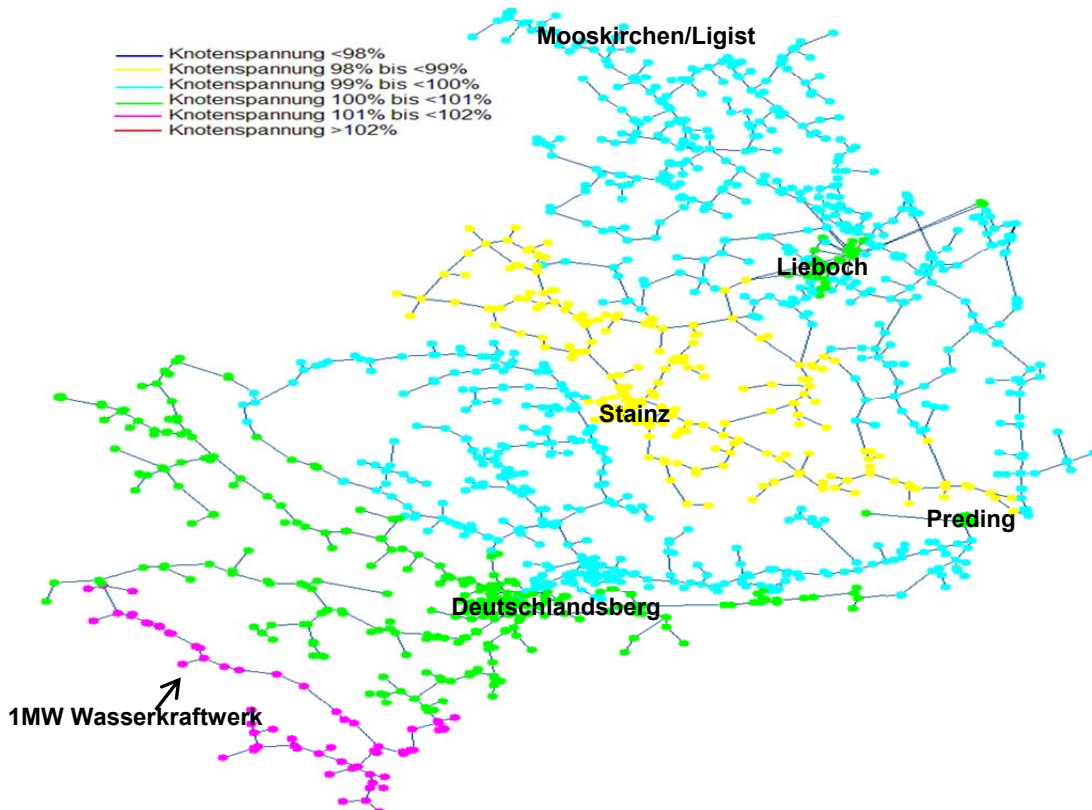 Mooskirchen/Ligist
Knotenspannung <98%
Knotenspannung 98% bis <99%
Knotenspannung 99% bis <100%
Knotenspannung 100% bis <101%
Knotenspannung 101% bis <102%
Knotenspannung >102%
Lieboch
Stainz
Preding
Deutschlandsberg
1MW Wasserkraftwerk